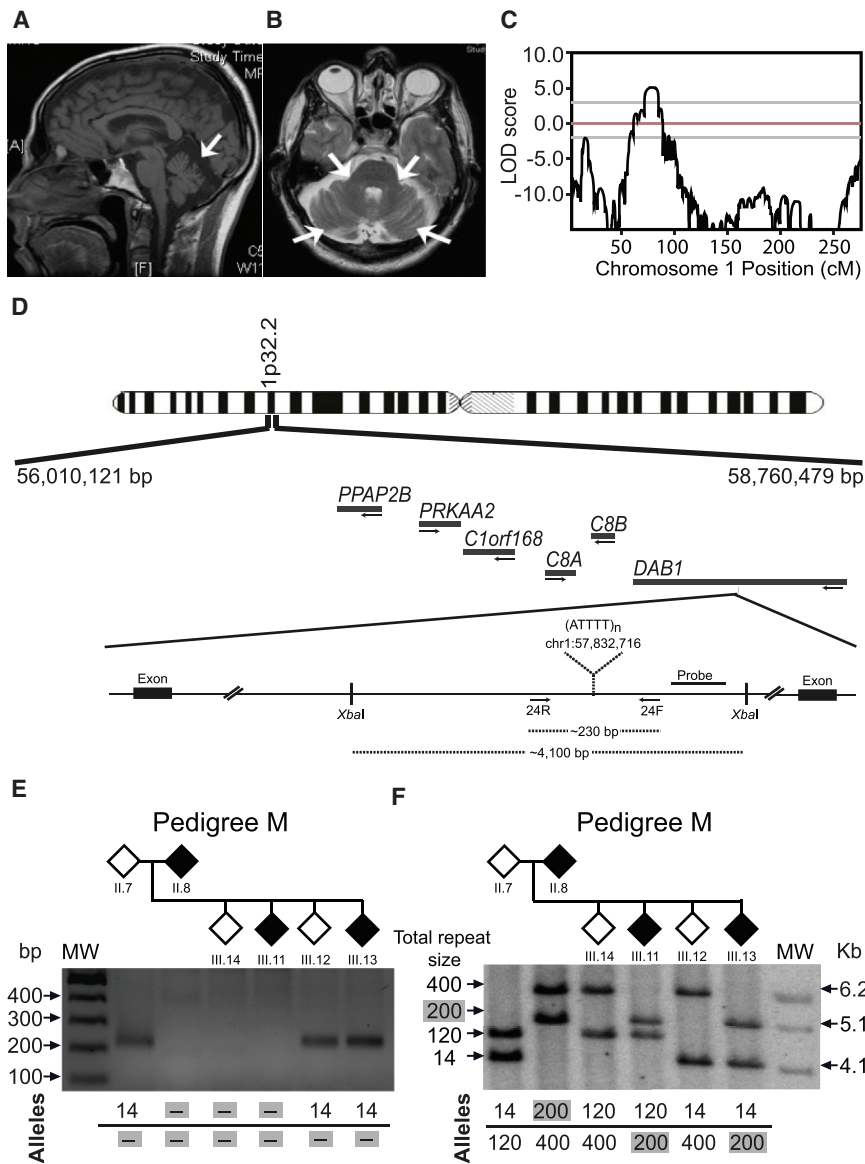 A
B
C
Study Time
MF
[A]
[F]
C5
W11
Stud
LOD score
10.0
5.0
0.0
-5.0
-10.0
50 100 150 200 250
Chromosome 1 Position (cM)
D
1p32.2
56,010,121 bp
58,760,479 bp
PPAP2B
PRKAA2
C1orf168
C8A
C8B
DAB1
(ATTTT)n
chr1:57,832,716
Exon
XbaI
24R
24F
Probe
XbaI
Exon
~230 bp
~4,100 bp
E
Pedigree M
II.7
II.8
III.14 III.11 III.12 III.13
bp MW
400
300
200
100
Alleles
14 – – – 14 14
– – – – – –
F
Pedigree M
II.7
II.8
Total repeat
size
III.14 III.11 III.12 III.13
MW Kb
400
200
120
14
6.2
5.1
4.1
Alleles
14 200 120 120 14 14
120 400 400 200 400 200